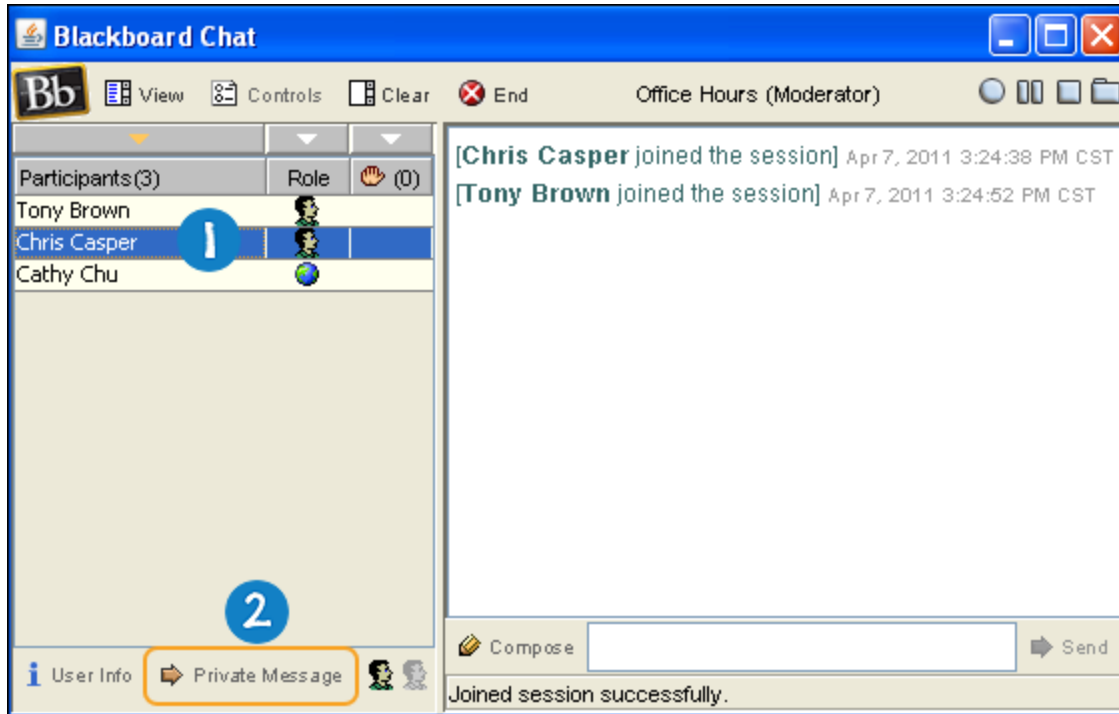 Blackboard Chat
Bb View Controls Clear End Office Hours (Moderator)
Participants(3) Role (0)
Tony Brown
Chris Casper 1
Cathy Chu
[Chris Casper joined the session] Apr 7, 2011 3:24:38 PM CST
[Tony Brown joined the session] Apr 7, 2011 3:24:52 PM CST
2
User Info Private Message
Compose Send
Joined session successfully.